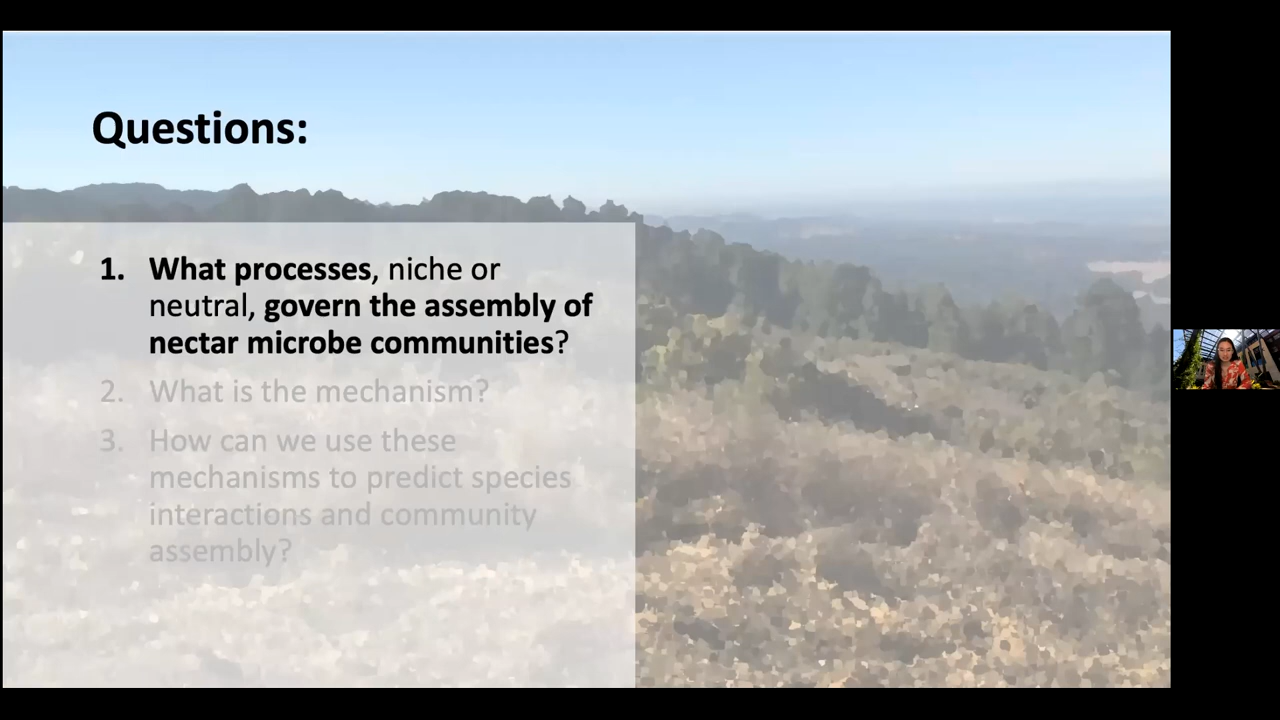 Questions:
1. What processes, niche or
neutral, govern the assembly of
nectar microbe communities?
2. What is the mechanism?
3. How can we use these
mechanisms to predict species
interactions and community
assembly?